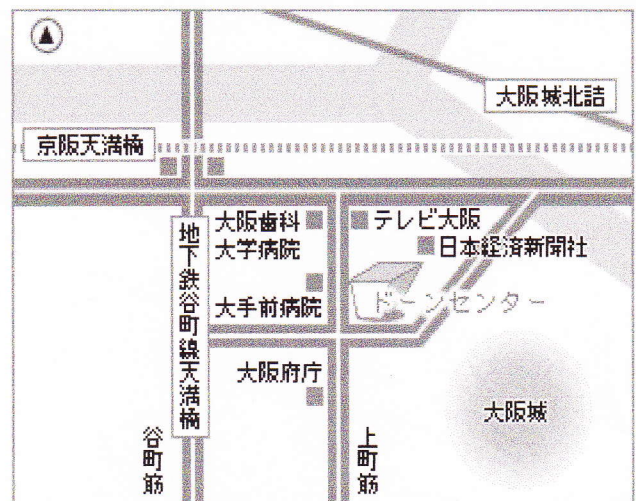 大阪城北詰
京阪天満橋
大阪歯科
大学病院
テレビ大阪
日本経済新聞社
地下鉄谷町線天満橋
大手前病院
ドーンセンター
大阪府庁
大阪城
谷町筋
上町筋